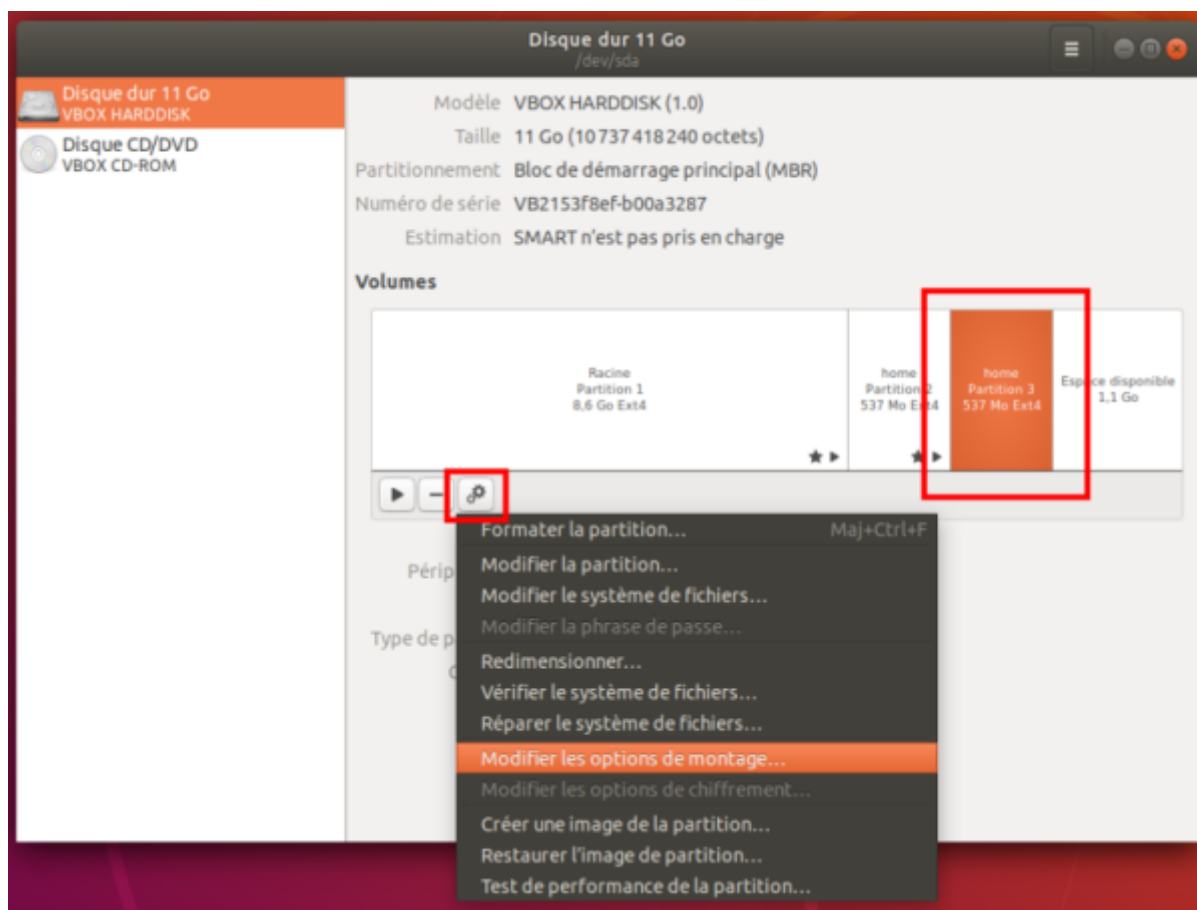 Disque dur 11 Go
/dev/sda
Disque dur 11 Go
VBOX HARDDISK
Disque CD/DVD
VBOX CD-ROM
Modèle VBOX HARDDISK (1.0)
Taille 11 Go (10 737 418 240 octets)
Partitionnement Bloc de démarrage principal (MBR)
Numéro de série VB2153f8ef-b00a3287
Estimation SMART n'est pas pris en charge
Volumes
Racine
Partition 1
8,6 Go Ext4
home
Partition 2
537 Mo Ext4
home
Partition 3
537 Mo Ext4
Espace disponible
1,1 Go
Formater la partition... Maj+Ctrl+F
Périp
Modifier la partition...
Modifier le système de fichiers...
Modifier la phrase de passe...
Type de p
Redimensionner...
Vérifier le système de fichiers...
Réparer le système de fichiers...
Modifier les options de montage...
Modifier les options de chiffrement...
Créer une image de la partition...
Restaurer l'image de partition...
Test de performance de la partition...